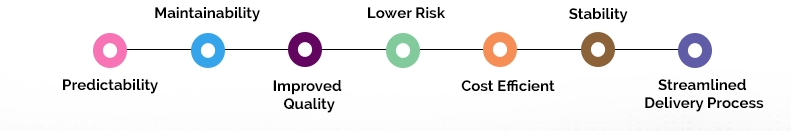 Predictability
Maintainability
Improved
Quality
Lower Risk
Cost Efficient
Stability
Streamlined
Delivery Process